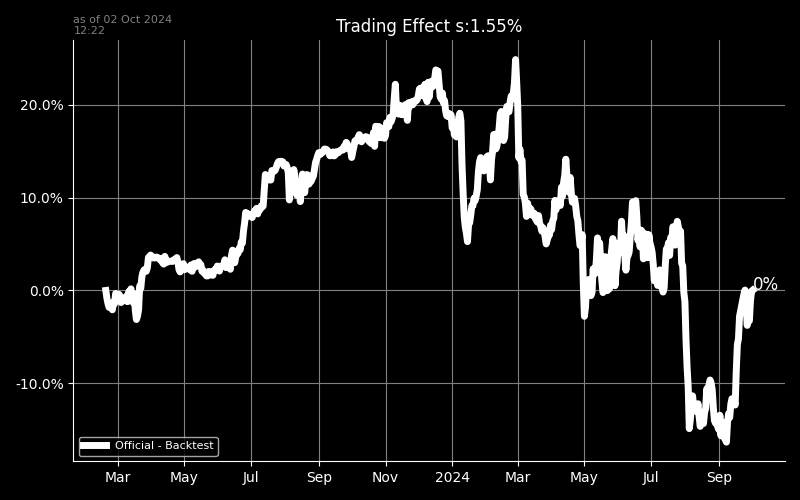 as of 02 Oct 2024
12:22
Trading Effect s:1.55%
20.0%
10.0%
0.0%
-10.0%
0%
Official - Backtest
Mar May Jul Sep Nov 2024 Mar May Jul Sep